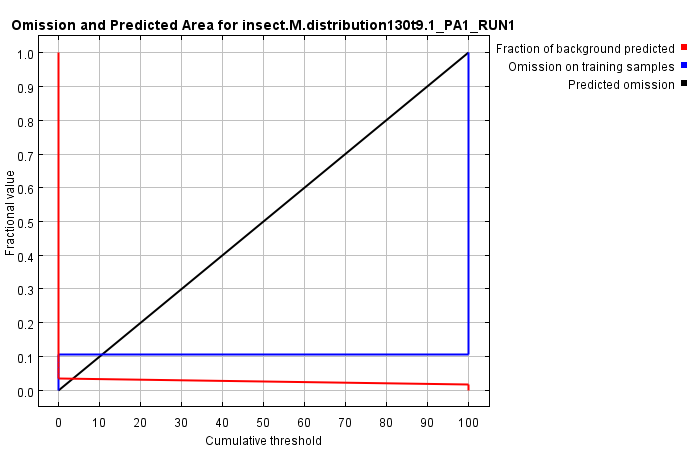 Omission and Predicted Area for insect.M.distribution130t9.1_PA1_RUN1
Fraction of background predicted
Omission on training samples
Predicted omission
1.0
0.9
0.8
0.7
0.6
0.5
0.4
0.3
0.2
0.1
0.0
Fractional value
0 10 20 30 40 50 60 70 80 90 100
Cumulative threshold